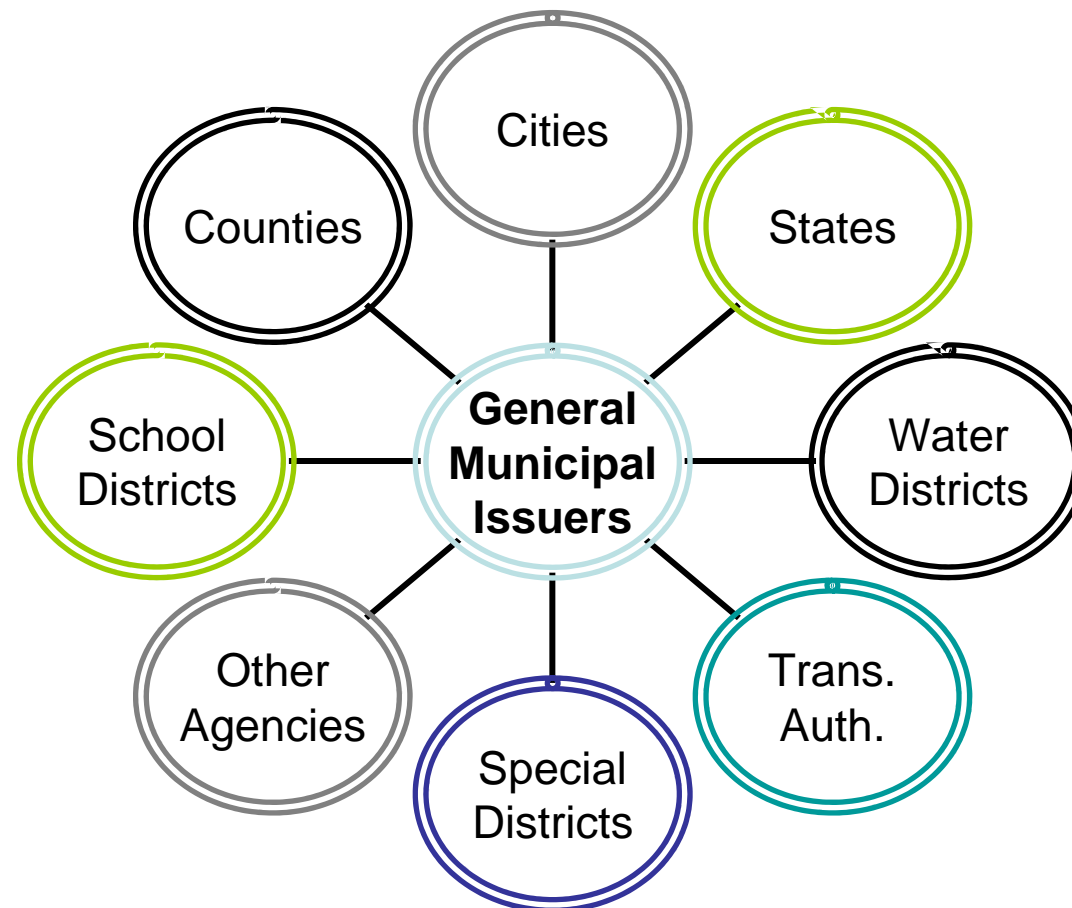 Cities
Counties
States
General
Municipal
Issuers
School
Districts
Water
Districts
Other
Agencies
Trans.
Auth.
Special
Districts